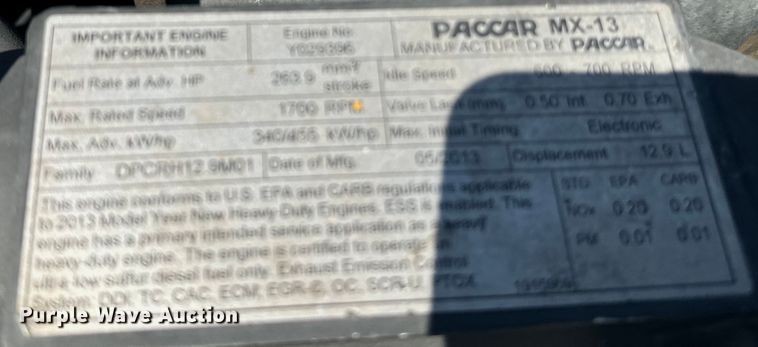 IMPORTANT ENGINE INFORMATION
Engine No.
PACCAR MX-13
MANUFACTURED BY PACCAR
Fuel Rate at Adv. HP 263.9 mm³/stroke
Idle Speed 600 - 700 RPM
Max. Rated Speed 1700 RPM
Valve Lash (mm) 0.50 Int. 0.70 Exh.
Max. Adv. kW/hp 340/455 kW/hp
Max. Initial Timing Electronic
Family
Date of Mfg. 05/2013
Displacement 12.9 L
This engine conforms to U.S. EPA and CARB regulations applicable
to 2013 Model Year New Heavy-Duty Engines. ESS is enabled. This
engine has a primary intended service application as a heavy
heavy-duty engine. The engine is certified to operate on
ultra low sulfur diesel fuel only. Exhaust Emission Control
System: DDI, TC, CAC, ECM, EGR-C, OC, SCR-U, PTOX
STD EPA CARB
NOx 0.20 0.20
PM 0.01 0.01
Purple Wave Auction